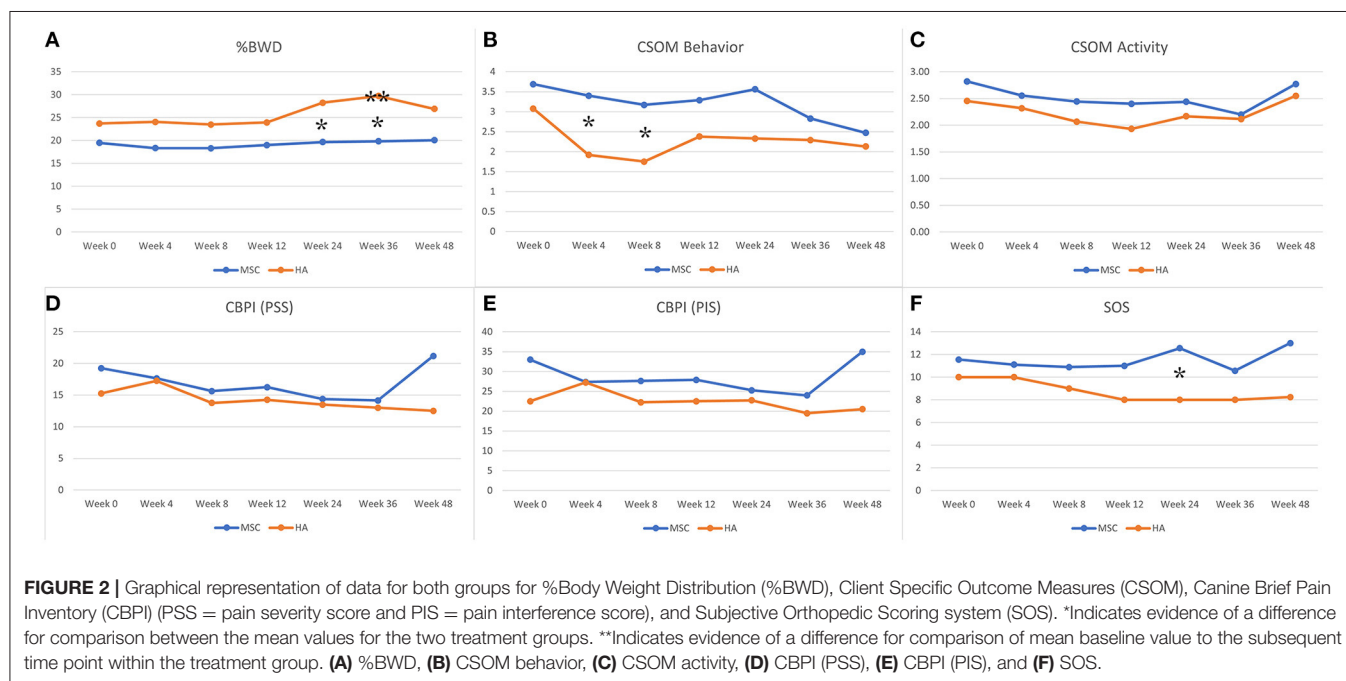 A
%BWD
35
30
25
20
15
10
5
0
**
*
*
Week 0 Week 4 Week 8 Week 12 Week 24 Week 36 Week 48
MSC HA
B
CSOM Behavior
4
3.5
3
2.5
2
1.5
1
0.5
0
*
*
Week 0 Week 4 Week 8 Week 12 Week 24 Week 36 Week 48
MSC HA
C
CSOM Activity
3.00
2.50
2.00
1.50
1.00
0.50
0.00
Week 0 Week 4 Week 8 Week 12 Week 24 Week 36 Week 48
MSC HA
D
CBPI (PSS)
25
20
15
10
5
0
Week 0 Week 4 Week 8 Week 12 Week 24 Week 36 Week 48
MSC HA
E
CBPI (PIS)
40
35
30
25
20
15
10
5
0
Week 0 Week 4 Week 8 Week 12 Week 24 Week 36 Week 48
MSC HA
F
SOS
14
12
10
8
6
4
2
0
*
Week 0 Week 4 Week 8 Week 12 Week 24 Week 36 Week 48
MSC HA
FIGURE 2 | Graphical representation of data for both groups for %Body Weight Distribution (%BWD), Client Specific Outcome Measures (CSOM), Canine Brief Pain
Inventory (CBPI) (PSS = pain severity score and PIS = pain interference score), and Subjective Orthopedic Scoring system (SOS). *Indicates evidence of a difference
for comparison between the mean values for the two treatment groups. **Indicates evidence of a difference for comparison of mean baseline value to the subsequent
time point within the treatment group. (A) %BWD, (B) CSOM behavior, (C) CSOM activity, (D) CBPI (PSS), (E) CBPI (PIS), and (F) SOS.